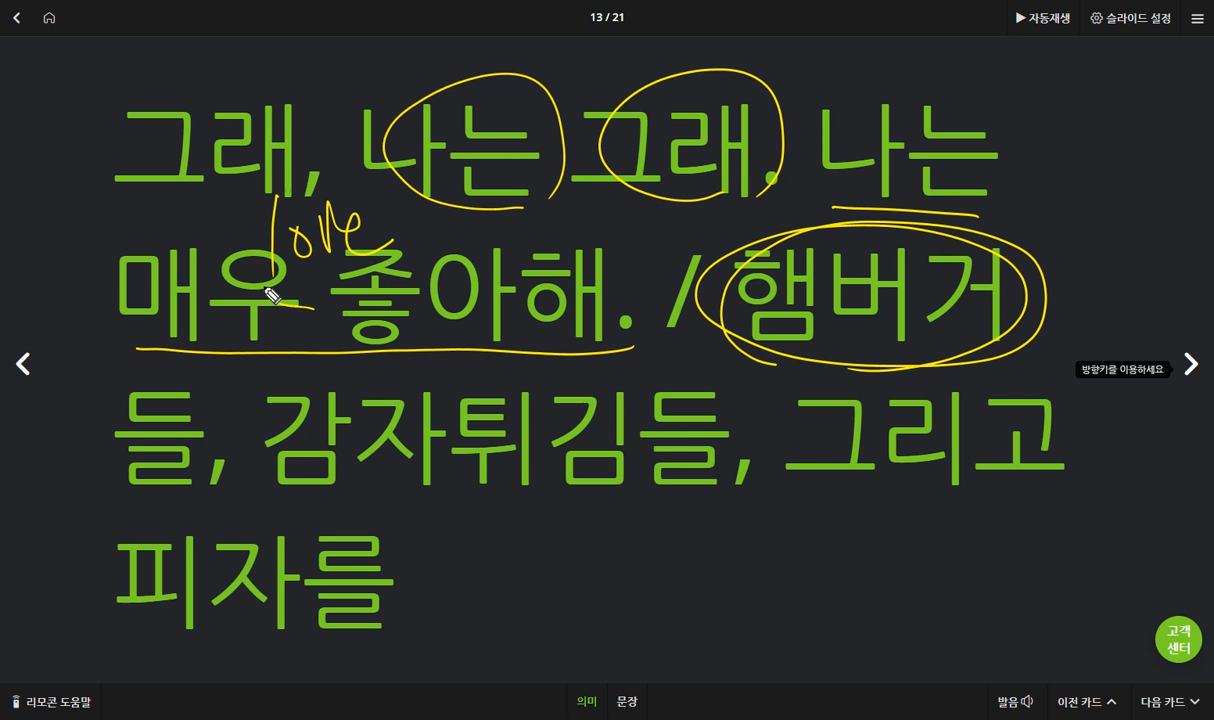 13 / 21
자동재생
슬라이드 설정
그래, 나는 그래. 나는
love
매우 좋아해. / 햄버거
방향키를 이용하세요
들, 감자튀김들, 그리고
피자를
고객
센터
리모콘 도움말
의미
문장
발음
이전 카드
다음 카드